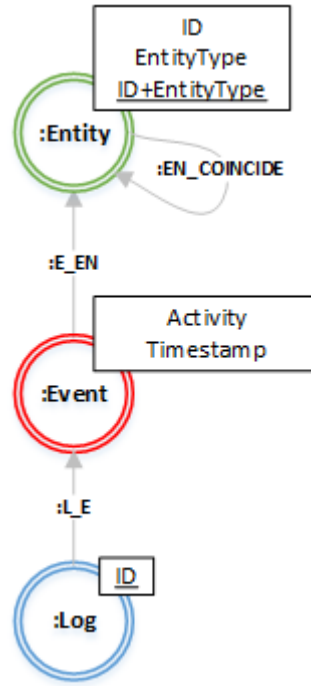 ID
EntityType
ID+EntityType
:Entity
:EN_COINCIDE
:E_EN
Activity
Timestamp
:Event
:L_E
ID
:Log